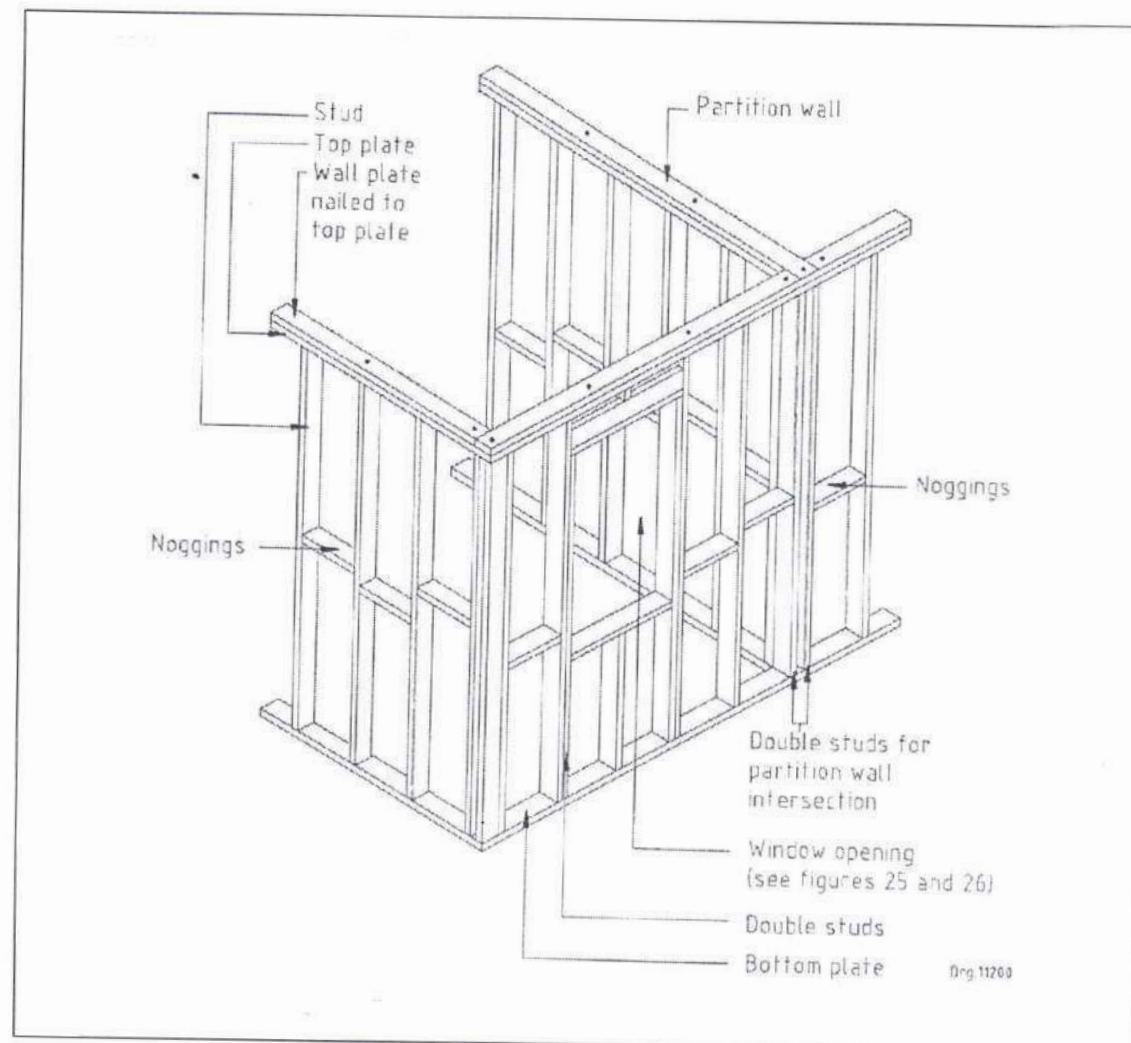 Stud
Top plate
Wall plate
nailed to
top plate
Partition wall
Noggings
Noggings
Double studs for
partition wall
intersection
Window opening
(see figures 25 and 26)
Double studs
Bottom plate
Drg.11200